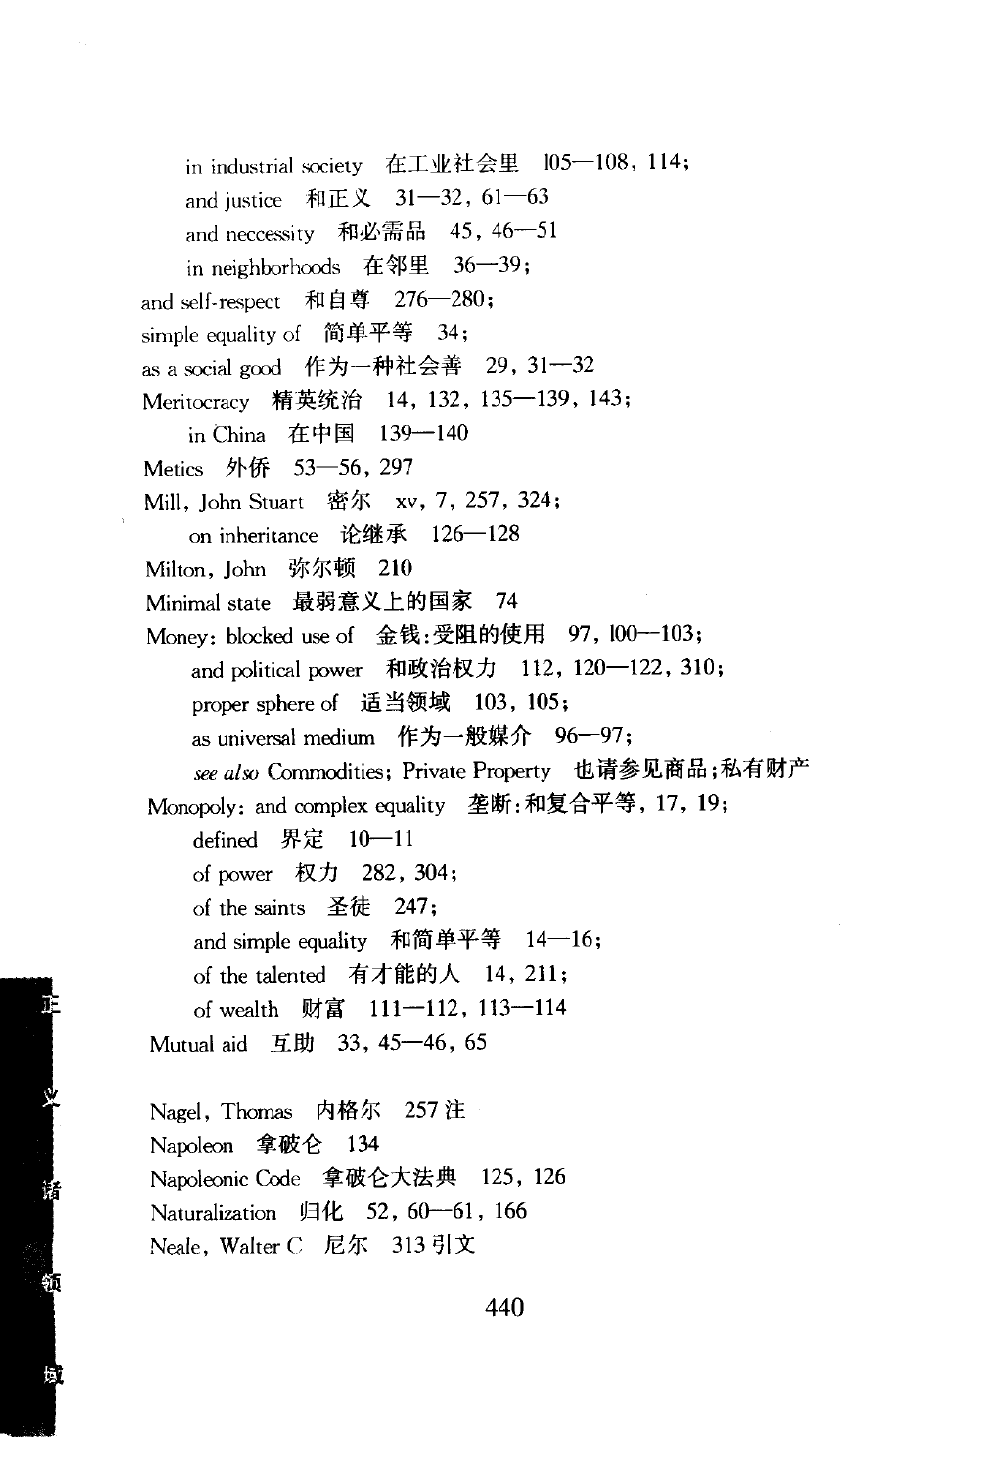 in industrial society 在工业社会里 105—108, 114;
and justice 和正义 31—32, 61—63
and neccessity 和必需品 45, 46—51
in neighborhoods 在邻里 36—39;
and self-respect 和自尊 276—280;
simple equality of 简单平等 34;
as a social good 作为一种社会善 29, 31—32
Meritocracy 精英统治 14, 132, 135—139, 143;
in China 在中国 139—140
Metics 外侨 53—56, 297
Mill, John Stuart 密尔 xv, 7, 257, 324;
on inheritance 论继承 126—128
Milton, John 弥尔顿 210
Minimal state 最弱意义上的国家 74
Money: blocked use of 金钱:受阻的使用 97, 100—103;
and political power 和政治权力 112, 120—122, 310;
proper sphere of 适当领域 103, 105;
as universal medium 作为一般媒介 96—97;
see also Commodities; Private Property 也请参见商品;私有财产
Monopoly: and complex equality 垄断:和复合平等, 17, 19;
defined 界定 10—11
of power 权力 282, 304;
of the saints 圣徒 247;
and simple equality 和简单平等 14—16;
of the talented 有才能的人 14, 211;
of wealth 财富 111—112, 113—114
Mutual aid 互助 33, 45—46, 65
Nagel, Thomas 内格尔 257注
Napoleon 拿破仑 134
Napoleonic Code 拿破仑大法典 125, 126
Naturalization 归化 52, 60—61, 166
Neale, Walter C 尼尔 313引文
440
正义诸领域